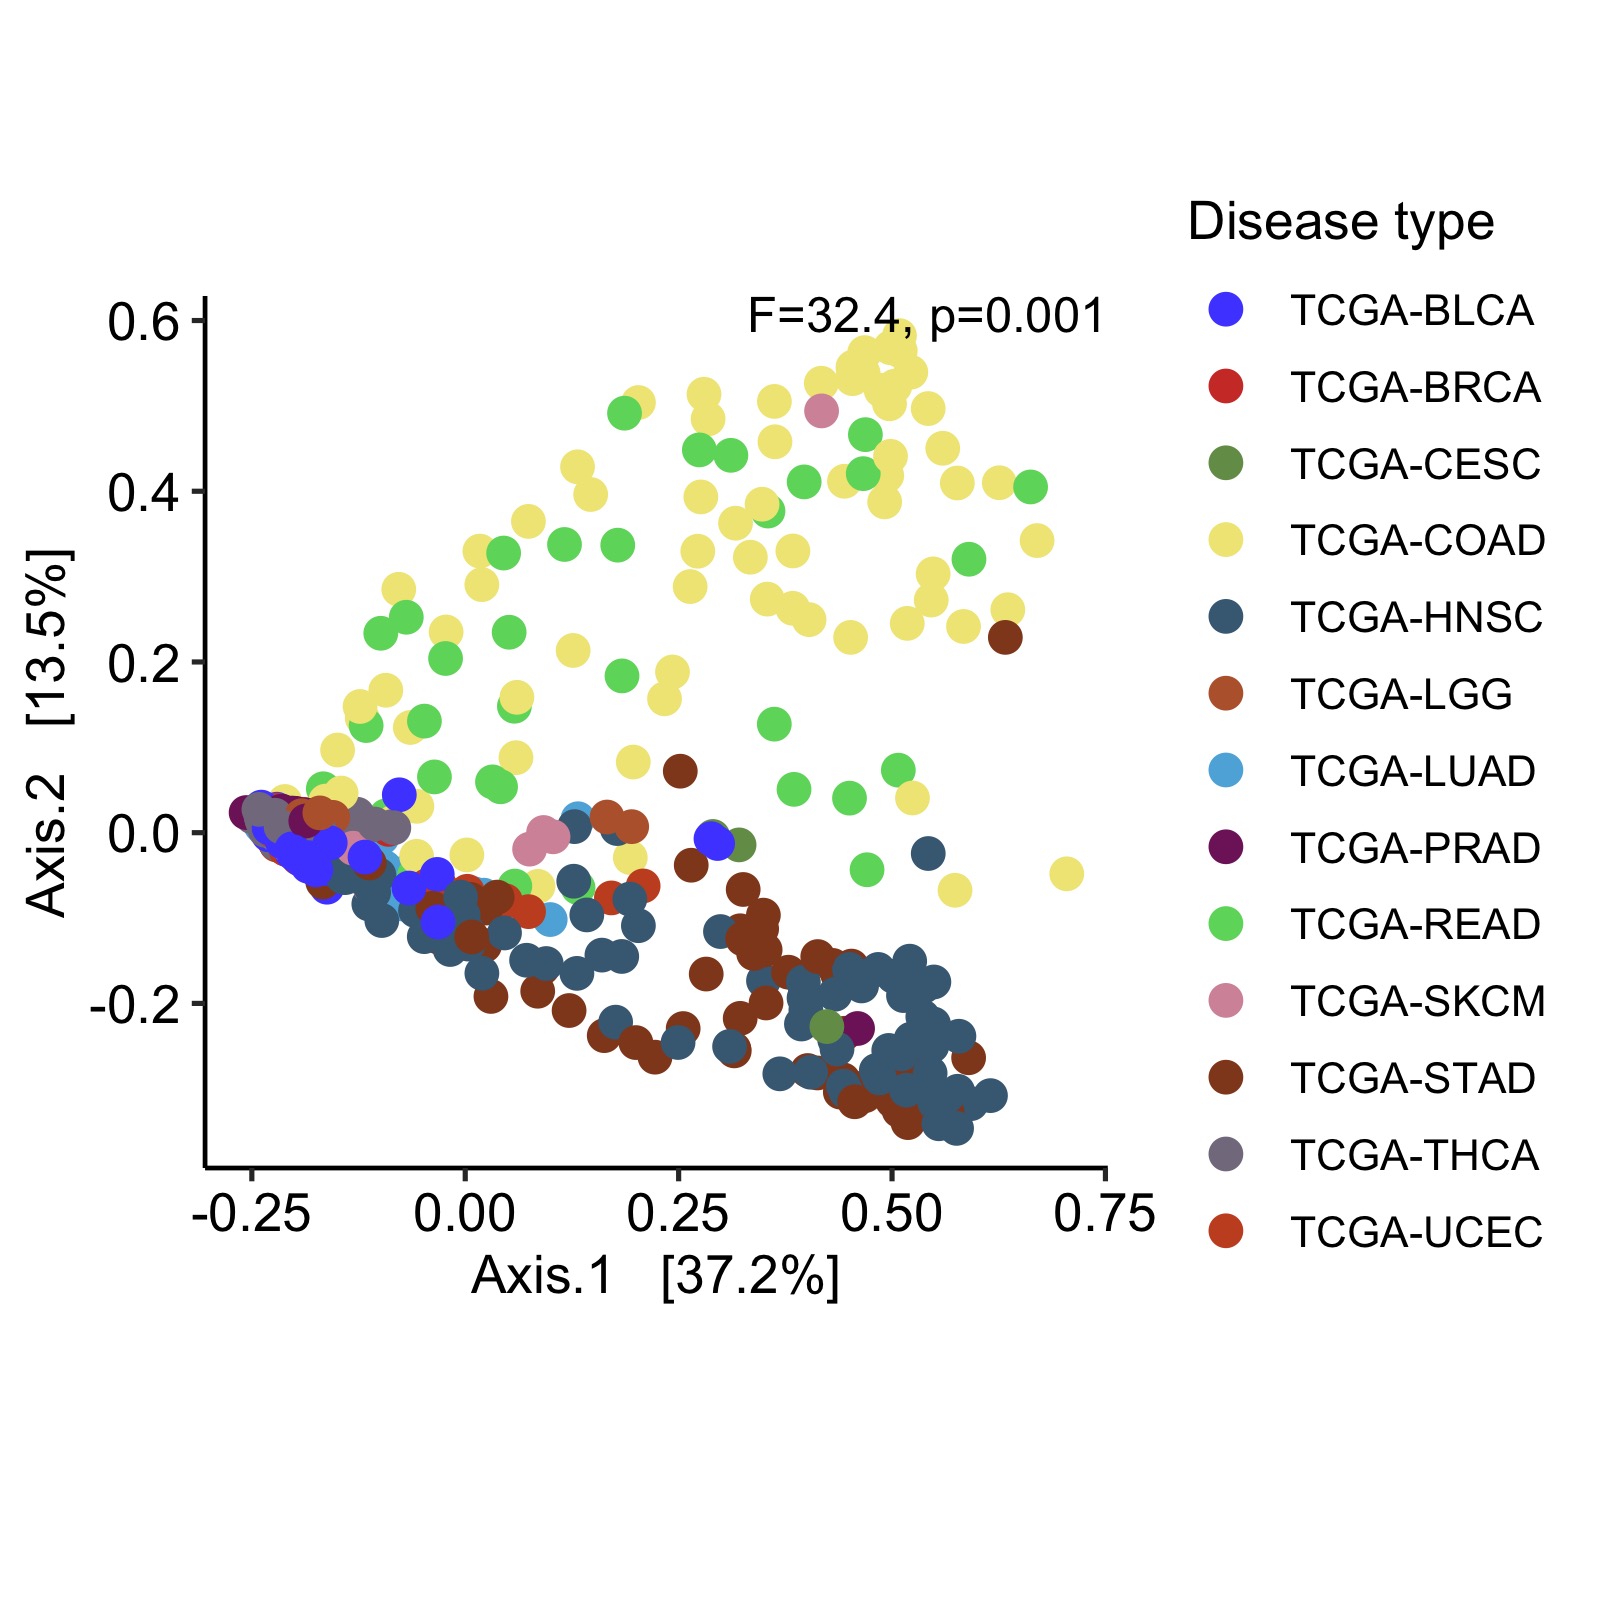 Disease type
F=32.4, p=0.001
0.6
0.4
0.2
0.0
-0.2
Axis.2 [13.5%]
-0.25 0.00 0.25 0.50 0.75
Axis.1 [37.2%]
TCGA-BLCA
TCGA-BRCA
TCGA-CESC
TCGA-COAD
TCGA-HNSC
TCGA-LGG
TCGA-LUAD
TCGA-PRAD
TCGA-READ
TCGA-SKCM
TCGA-STAD
TCGA-THCA
TCGA-UCEC